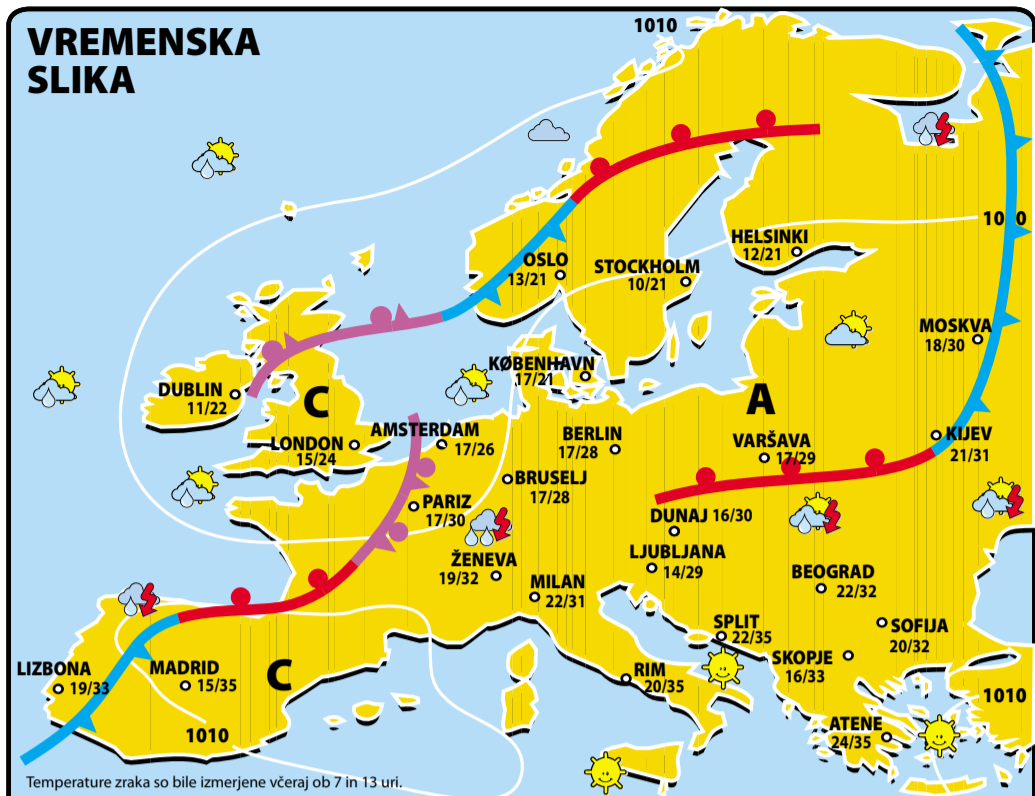 VREMENSKA
SLIKA
1010
1010
HELSINKI
12/21
OSLO
13/21
STOCKHOLM
10/21
MOSKVA
18/30
KØBENHAVN
17/21
DUBLIN
11/22
C
A
AMSTERDAM
17/26
LONDON
15/24
BERLIN
17/28
VARŠAVA
17/29
KIJEV
21/31
BRUSELJ
17/28
PARIZ
17/30
DUNAJ 16/30
LJUBLJANA
14/29
ŽENEVA
19/32
MILAN
22/31
BEOGRAD
22/32
SPLIT
22/35
SOFIJA
20/32
SKOPJE
16/33
LIZBONA
19/33
MADRID
15/35
C
RIM
20/35
1010
ATENE
24/35
1010
Temperature zraka so bile izmerjene včeraj ob 7 in 13 uri.